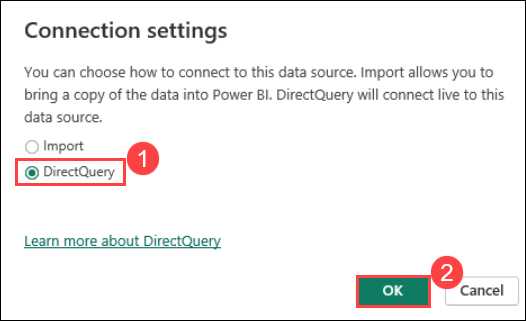 Connection settings
You can choose how to connect to this data source. Import allows you to
bring a copy of the data into Power BI. DirectQuery will connect live to this
data source.
Import
DirectQuery
1
Learn more about DirectQuery
2
OK
Cancel